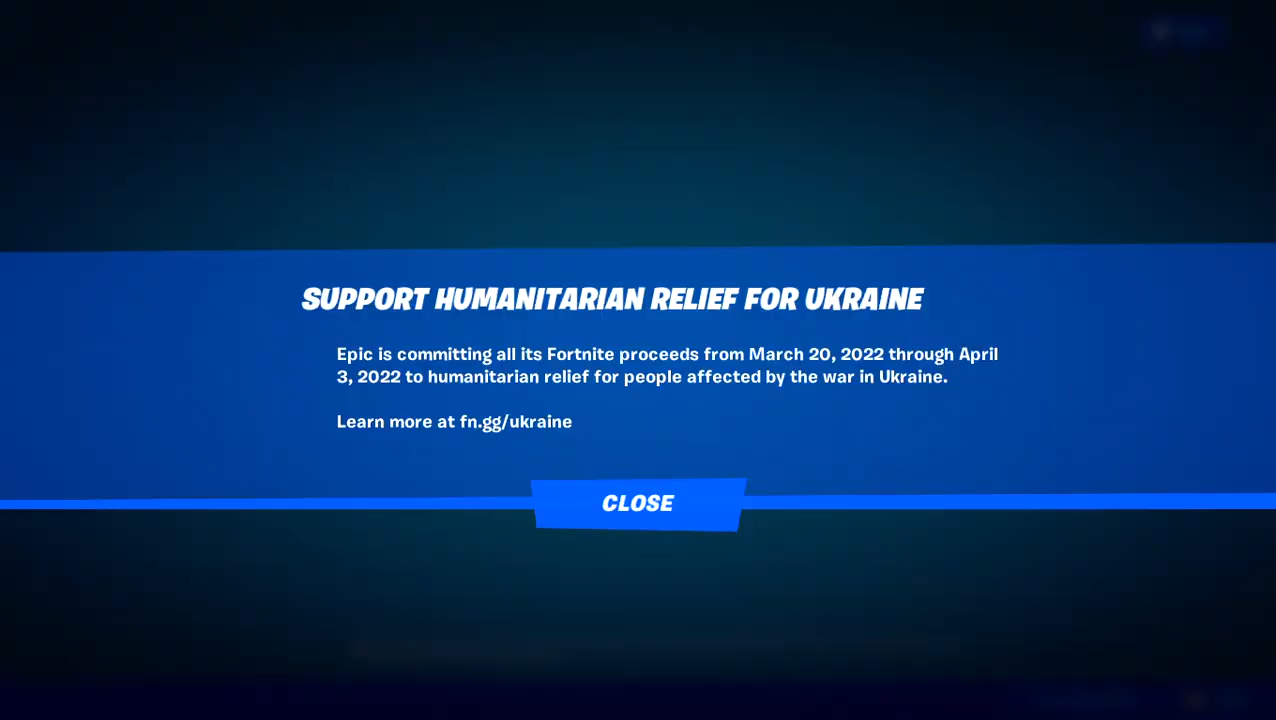 SUPPORT HUMANITARIAN RELIEF FOR UKRAINE
Epic is committing all its Fortnite proceeds from March 20, 2022 through April
3, 2022 to humanitarian relief for people affected by the war in Ukraine.
Learn more at fn.gg/ukraine
CLOSE